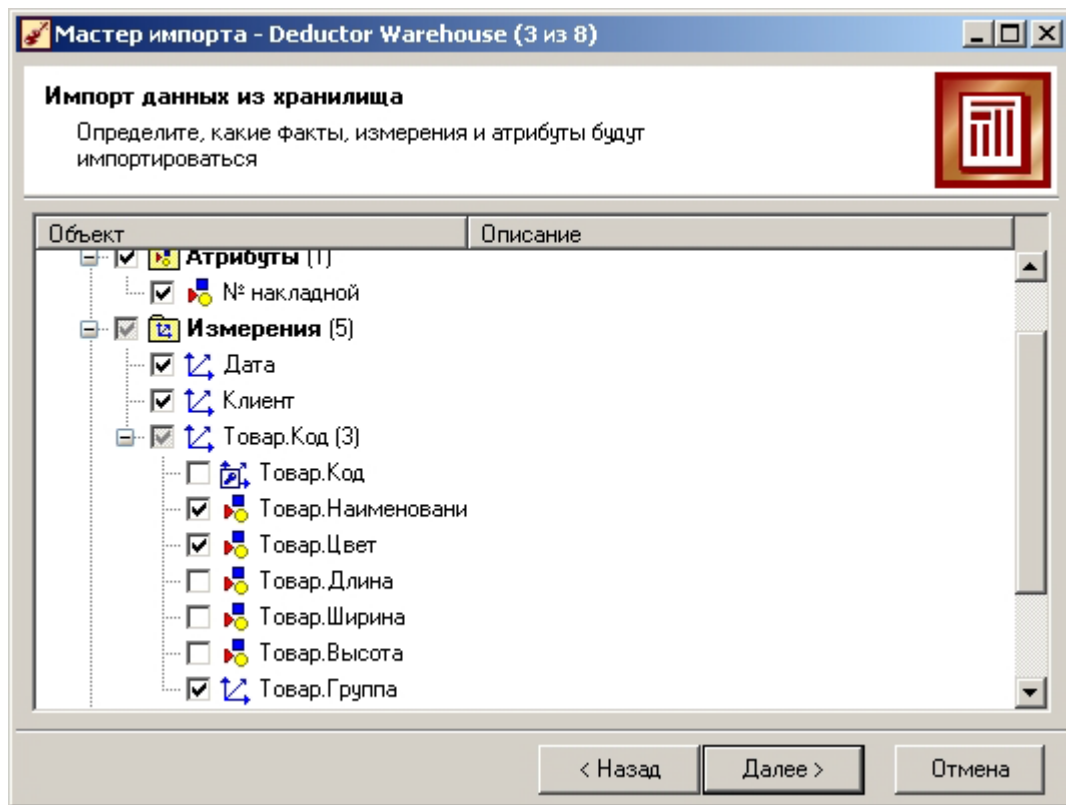 Мастер импорта - Deductor Warehouse (3 из 8)
Импорт данных из хранилища
Определите, какие факты, измерения и атрибуты будут
импортироваться
Объект Описание
Атрибуты (1)
№ накладной
Измерения (5)
Дата
Клиент
Товар.Код (3)
Товар.Код
Товар.Наименовани
Товар.Цвет
Товар.Длина
Товар.Ширина
Товар.Высота
Товар.Группа
< Назад Далее > Отмена